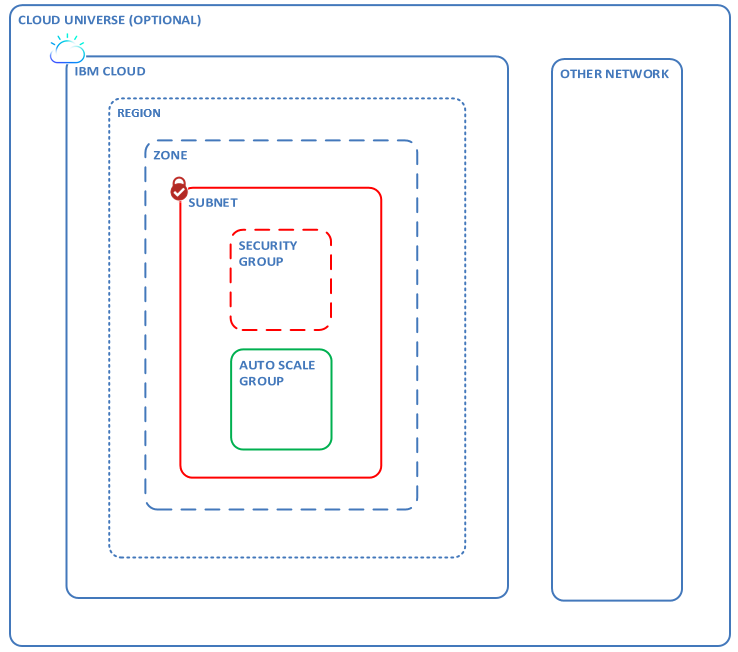 CLOUD UNIVERSE (OPTIONAL)
IBM CLOUD
OTHER NETWORK
REGION
ZONE
SUBNET
SECURITY
GROUP
AUTO SCALE
GROUP